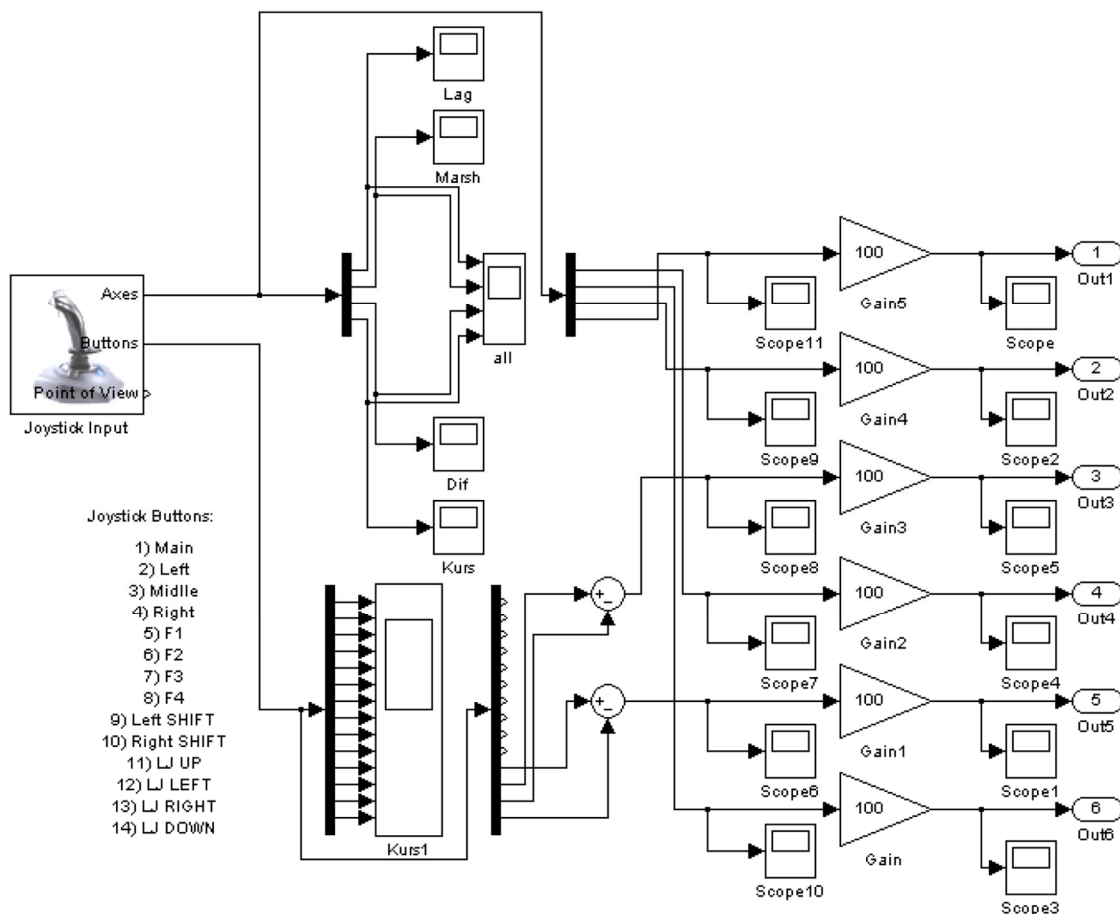 Lag
Marsh
Axes
Buttons
Point of View
Joystick Input
all
Dif
Kurs
Joystick Buttons:
1) Main
2) Left
3) Midlle
4) Right
5) F1
6) F2
7) F3
8) F4
9) Left SHIFT
10) Right SHIFT
11) LJ UP
12) LJ LEFT
13) LJ RIGHT
14) LJ DOWN
Kurs1
+
−
+
−
100
Gain5
Scope11
Scope
1
Out1
100
Gain4
Scope9
Scope2
2
Out2
100
Gain3
Scope8
Scope5
3
Out3
100
Gain2
Scope7
Scope4
4
Out4
100
Gain1
Scope6
Scope1
5
Out5
100
Gain
Scope10
Scope3
6
Out6